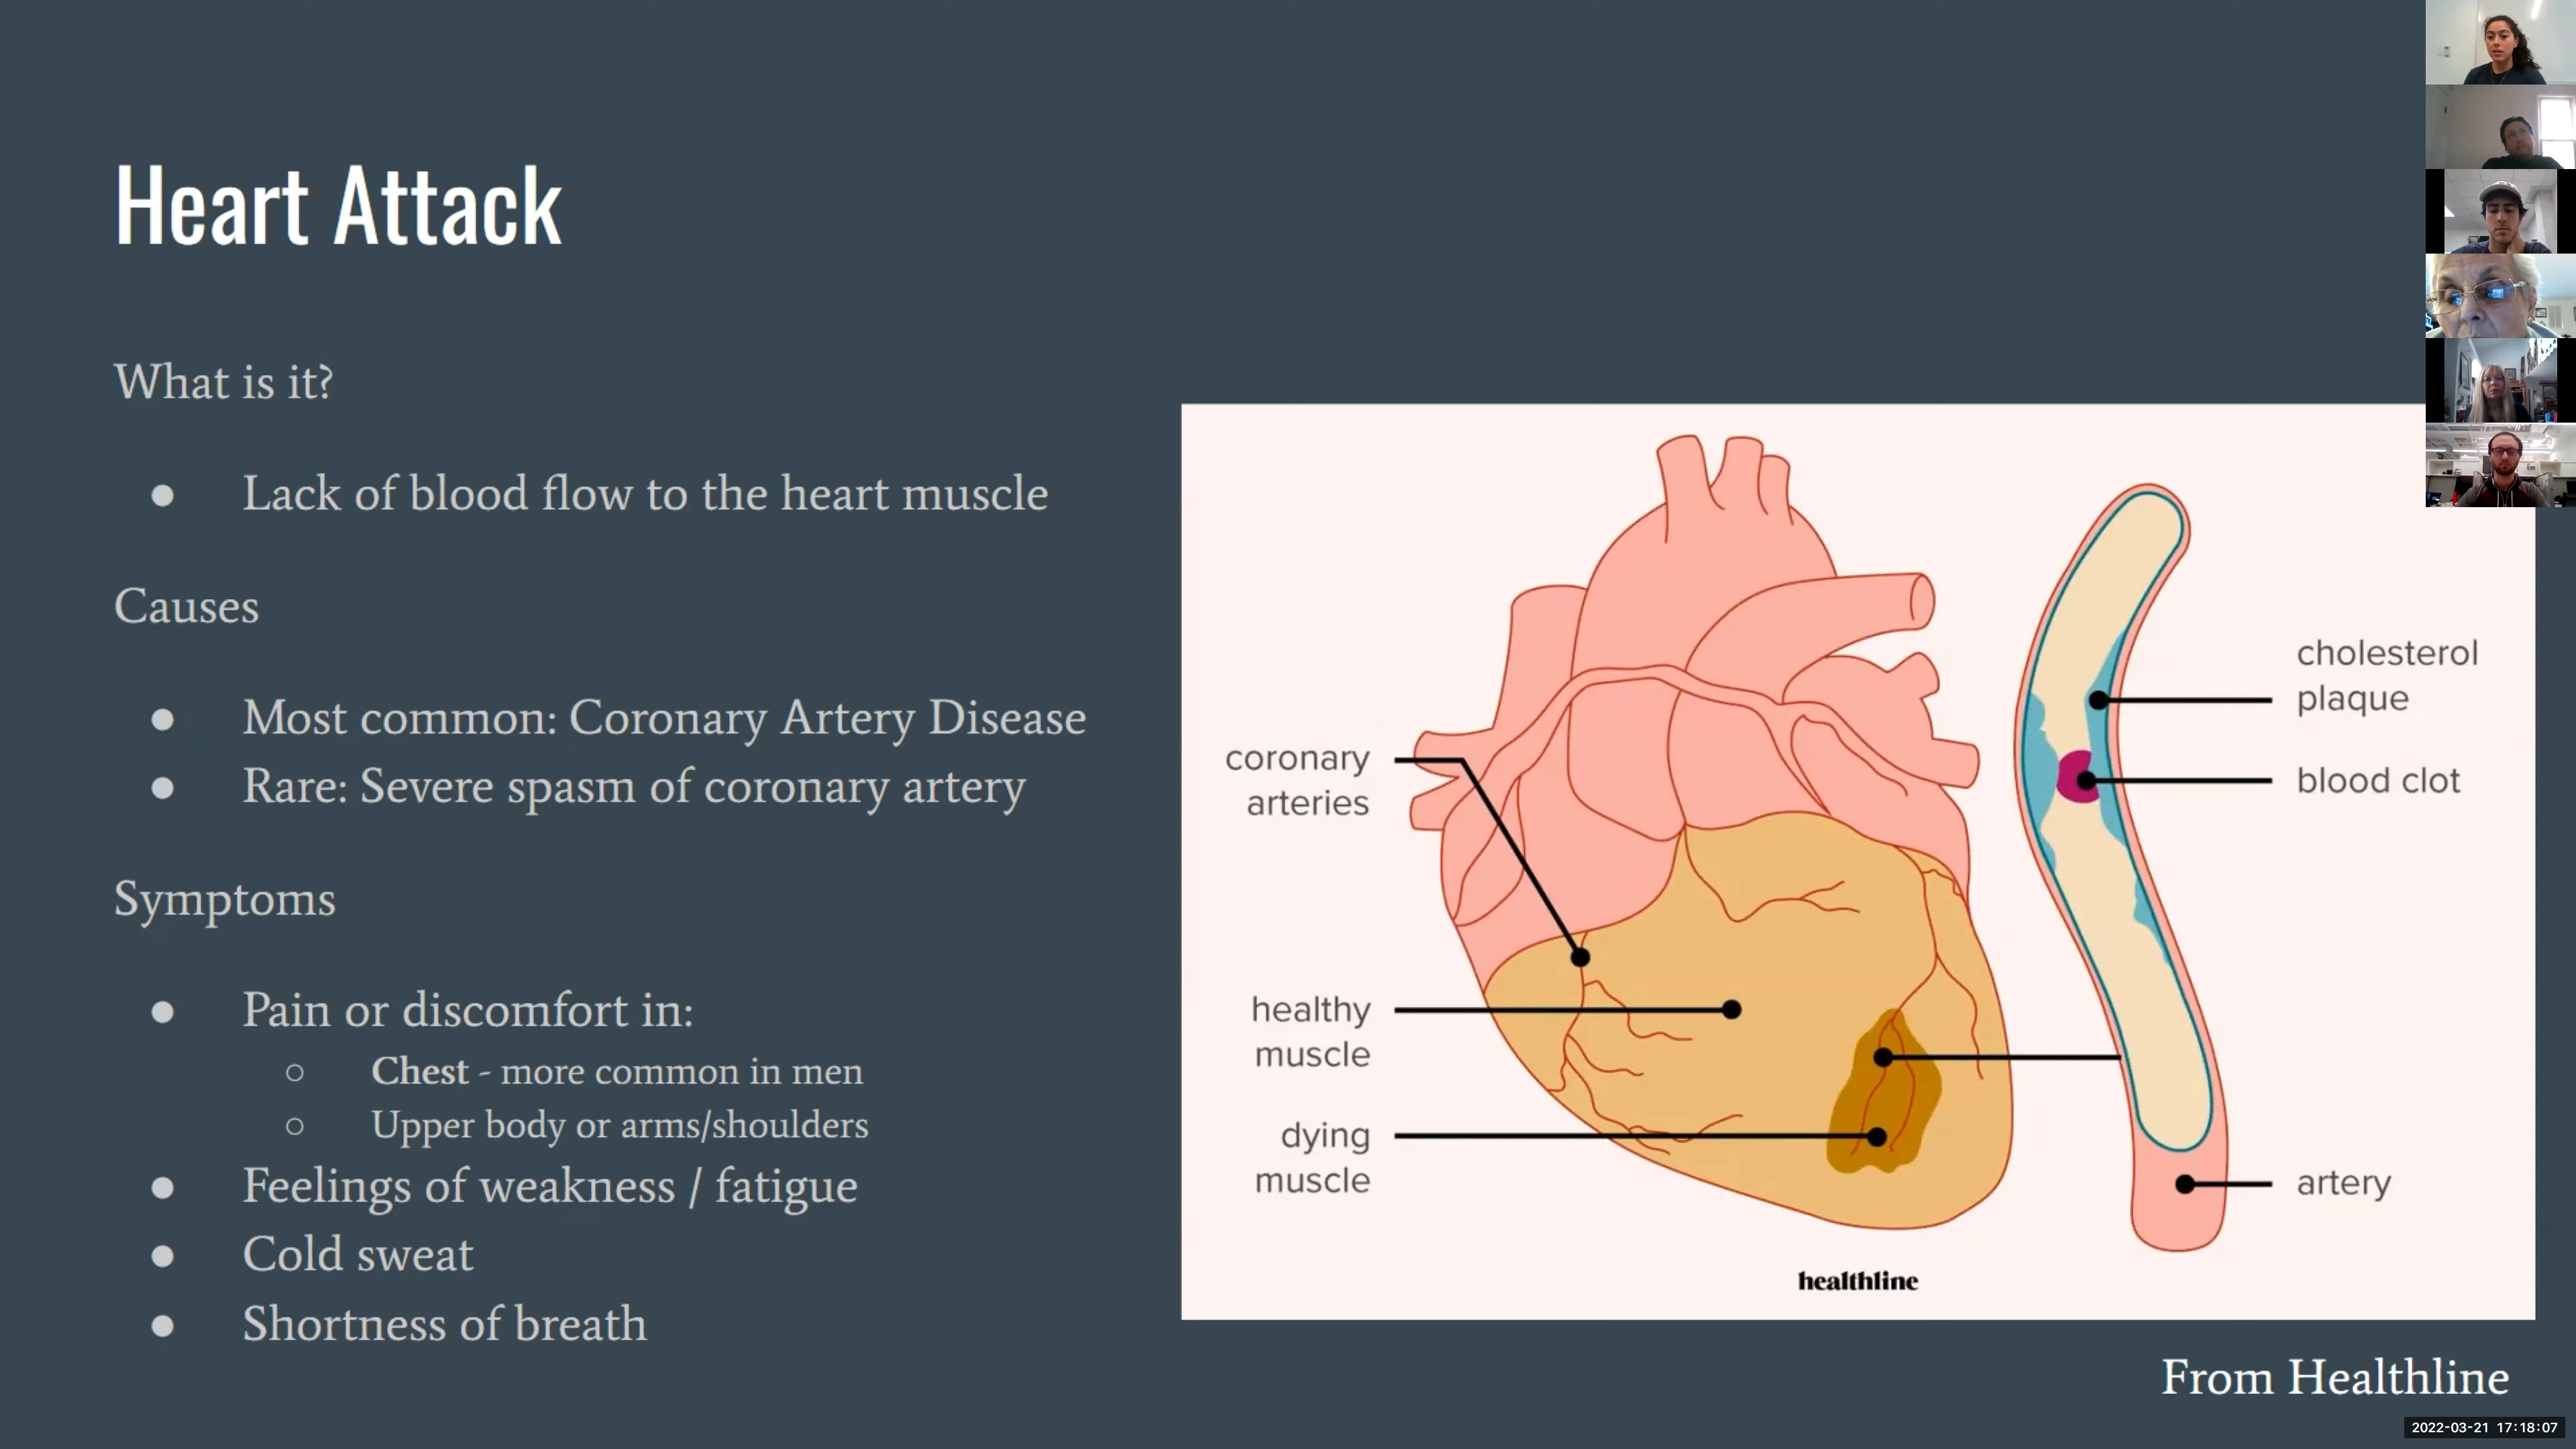 Heart Attack
What is it?
● Lack of blood flow to the heart muscle
Causes
● Most common: Coronary Artery Disease
● Rare: Severe spasm of coronary artery
Symptoms
● Pain or discomfort in:
○ Chest - more common in men
○ Upper body or arms/shoulders
● Feelings of weakness / fatigue
● Cold sweat
● Shortness of breath
coronary
arteries
healthy
muscle
dying
muscle
cholesterol
plaque
blood clot
artery
healthline
From Healthline
2022-03-21 17:18:07